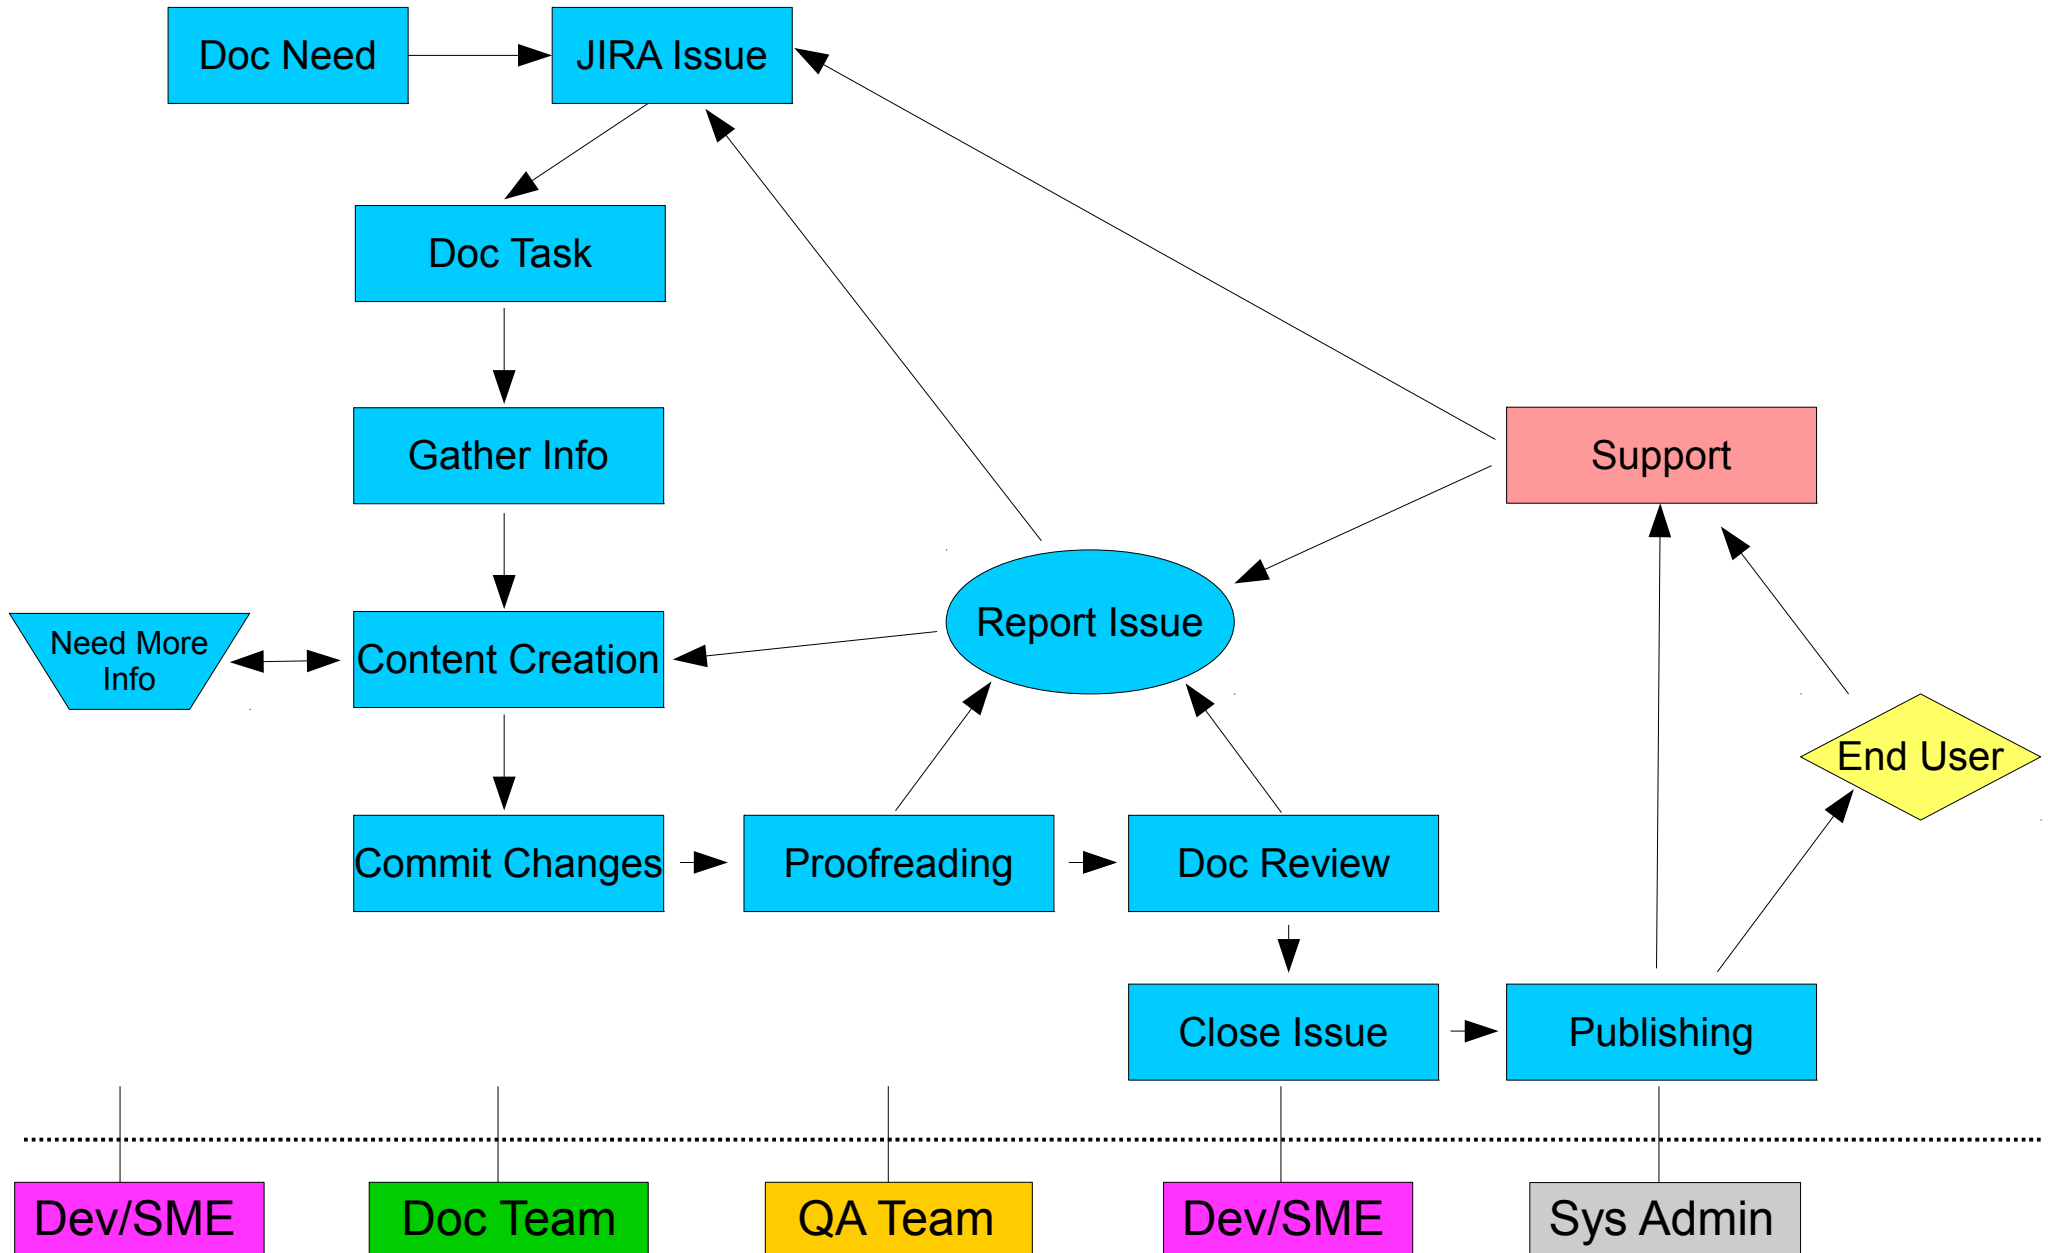 Doc Need
JIRA Issue
Doc Task
Gather Info
Support
Need More
Info
Content Creation
Report Issue
End User
Commit Changes
Proofreading
Doc Review
Close Issue
Publishing
Dev/SME
Doc Team
QA Team
Dev/SME
Sys Admin